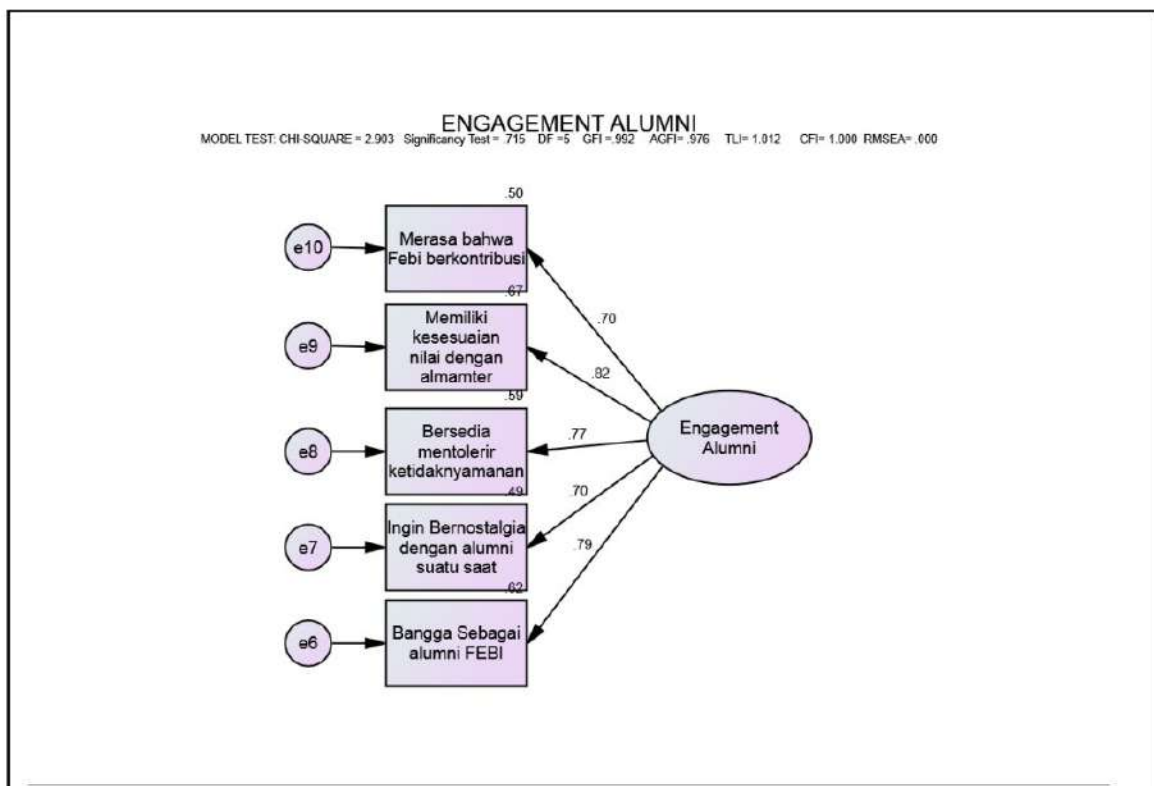 ENGAGEMENT ALUMNI
MODEL TEST: CHI-SQUARE = 2.903 Significancy Test = .715 DF =5 GFI =.992 AGFI= .976 TLI= 1.012 CFI= 1.000 RMSEA= .000
.50
e10
Merasa bahwa
Febi berkontribusi
.70
.67
e9
Memiliki
kesesuaian
nilai dengan
almamter
.82
.59
e8
Bersedia
mentolerir
ketidaknyamanan
.77
Engagement
Alumni
.49
e7
Ingin Bernostalgia
dengan alumni
suatu saat
.70
.62
e6
Bangga Sebagai
alumni FEBI
.79